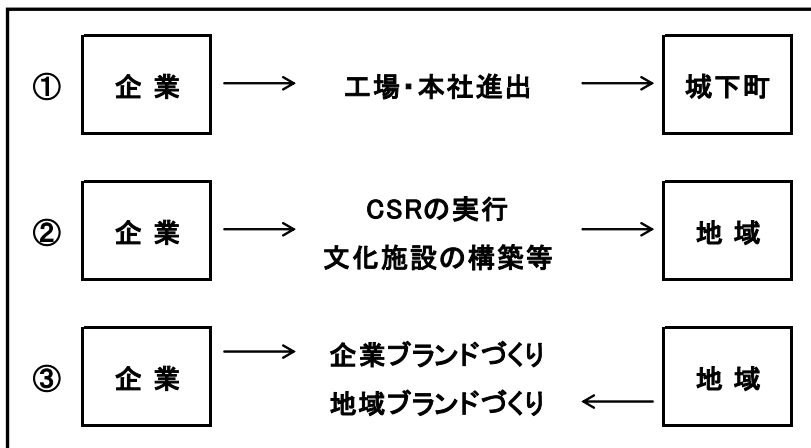 ① 企業 工場・本社進出 城下町
② 企業 CSRの実行 地域
文化施設の構築等
③ 企業 企業ブランドづくり 地域
地域ブランドづくり